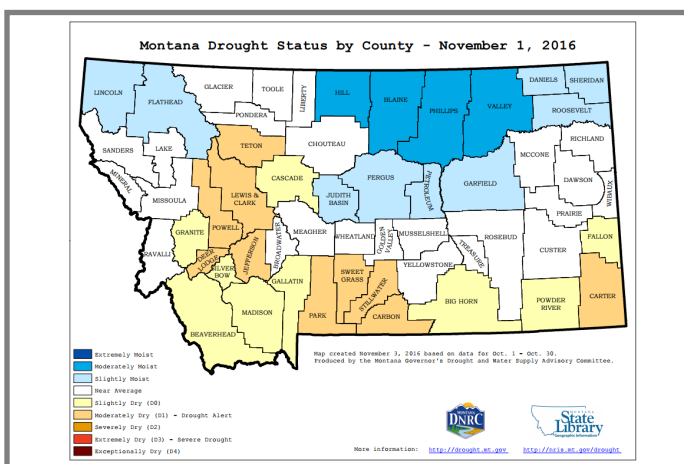 Montana Drought Status by County - November 1, 2016
LINCOLN
FLATHEAD
GLACIER
TOOLE
LIBERTY
HILL
BLAINE
PHILLIPS
VALLEY
DANIELS
SHERIDAN
ROOSEVELT
PONDERA
SANDERS
LAKE
TETON
CHOUTEAU
MCCONE
RICHLAND
MINERAL
MISSOULA
LEWIS &
CLARK
CASCADE
JUDITH
BASIN
FERGUS
PETROLEUM
GARFIELD
DAWSON
WIBAUX
PRAIRIE
POWELL
GRANITE
RAVALLI
DEER
LODGE
SILVER
BOW
JEFFERSON
BROADWATER
MEAGHER
WHEATLAND
GOLDEN
VALLEY
MUSSELSHELL
TREASURE
ROSEBUD
CUSTER
FALLON
GALLATIN
PARK
SWEET
GRASS
STILLWATER
YELLOWSTONE
CARBON
BIG HORN
POWDER
RIVER
CARTER
MADISON
BEAVERHEAD
Extremely Moist
Moderately Moist
Slightly Moist
Near Average
Slightly Dry (D0)
Moderately Dry (D1) - Drought Alert
Severely Dry (D2)
Extremely Dry (D3) - Severe Drought
Exceptionally Dry (D4)
Map created November 3, 2016 based on data for Oct. 1 - Oct. 30.
Produced by the Montana Governor's Drought and Water Supply Advisory Committee.
MONTANA
DNRC
MONTANA
State
Library
Geographic Information
More information: http://drought.mt.gov http://nris.mt.gov/drought